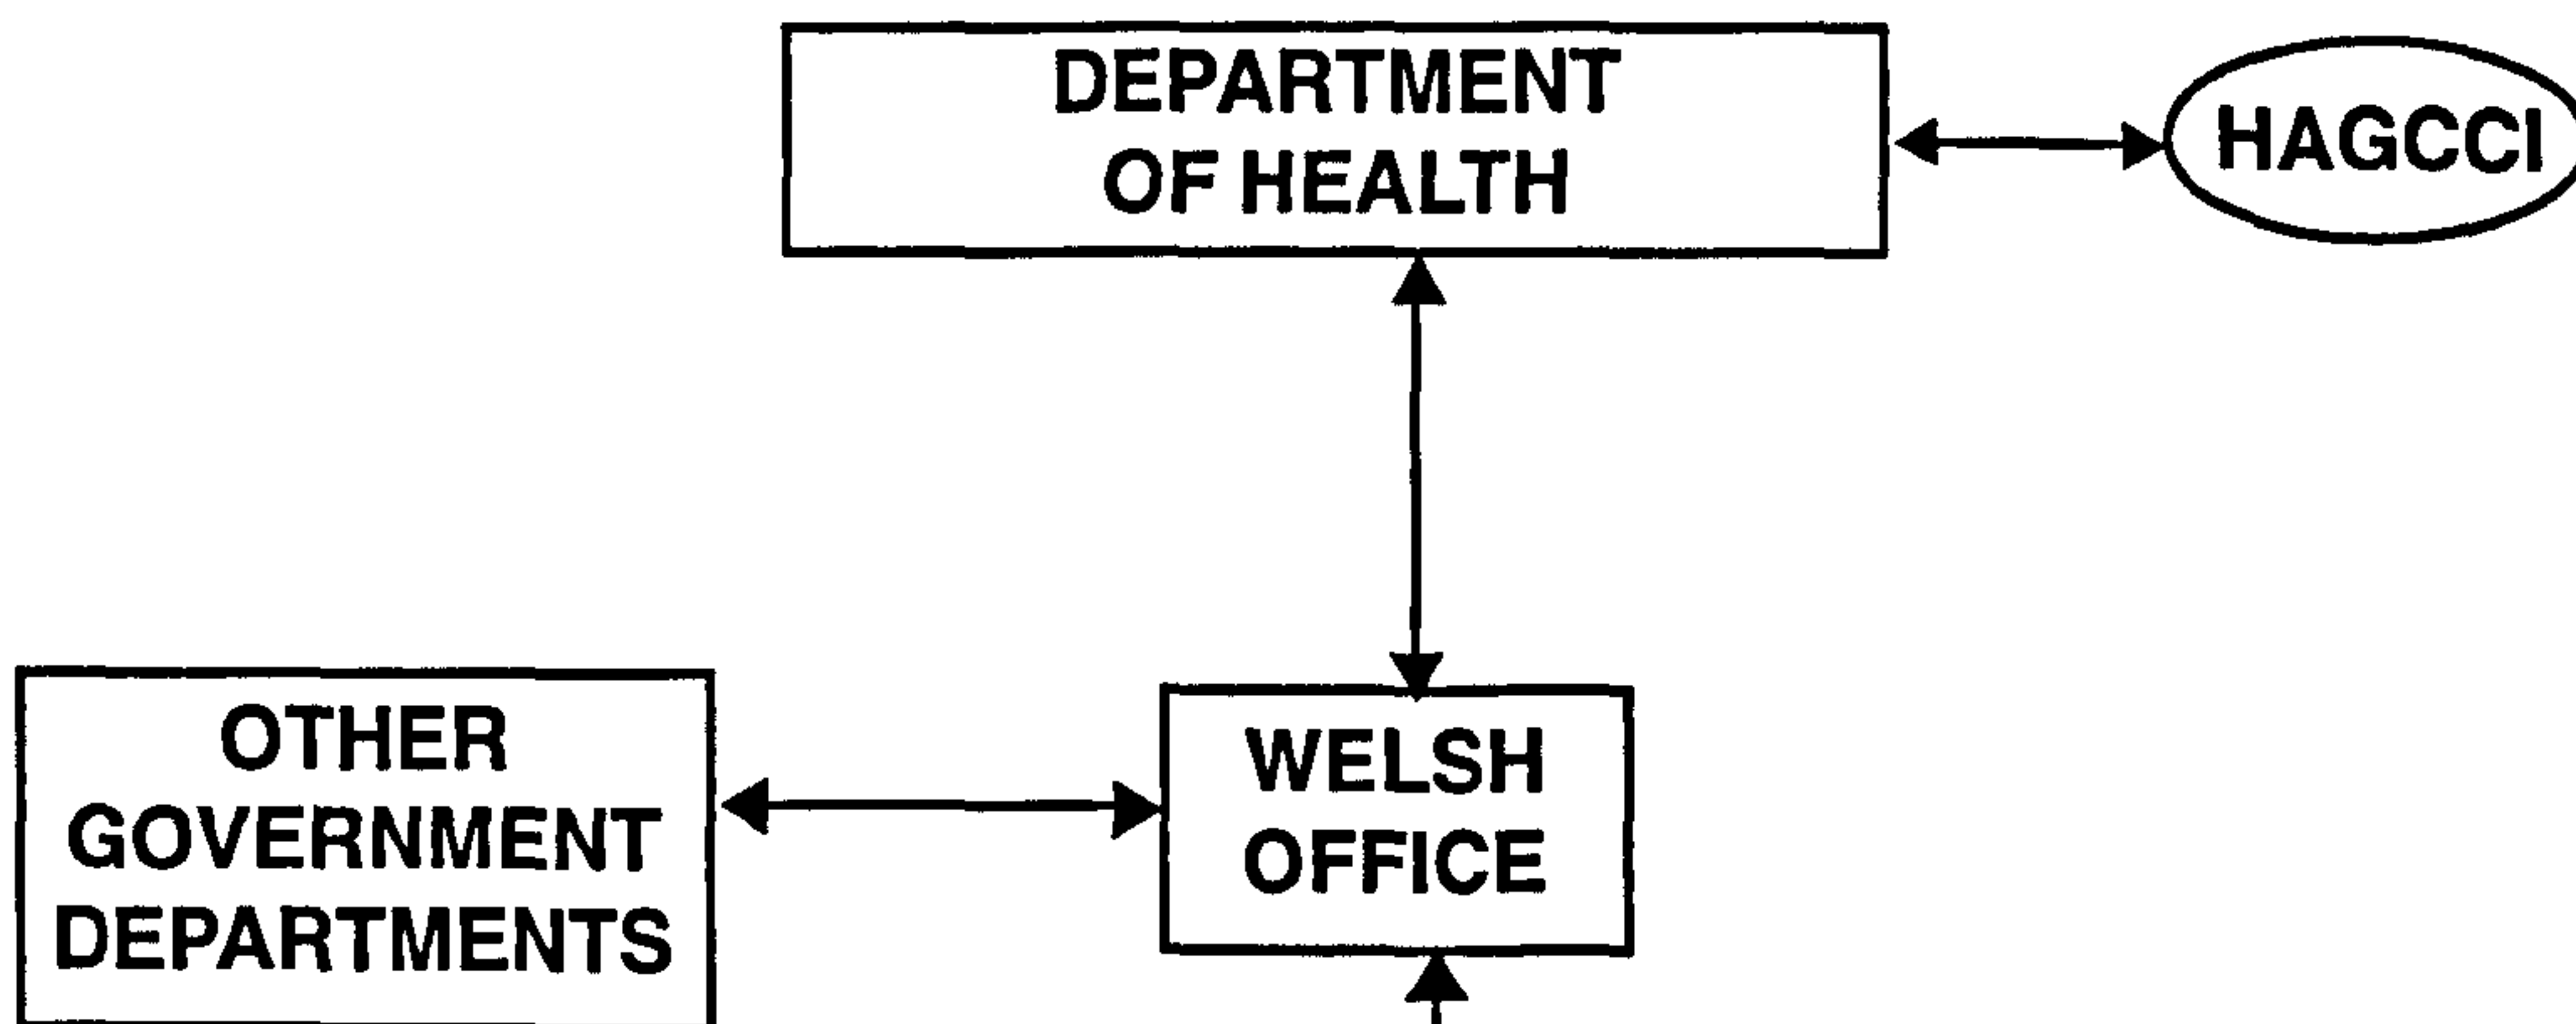 DEPARTMENT
OF HEALTH
HAGCCI
OTHER
GOVERNMENT
DEPARTMENTS
WELSH
OFFICE